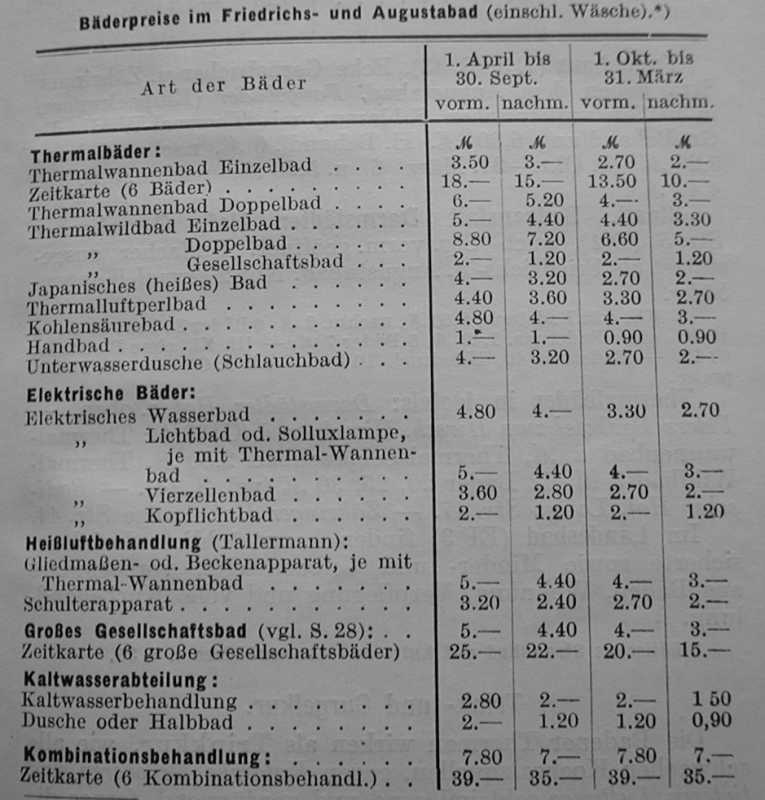 Bäderpreise im Friedrichs- und Augustabad (einschl. Wäsche).*)
Art der Bäder
1. April bis 30. Sept.
1. Okt. bis 31. März
vorm. nachm. vorm. nachm.
Thermalbäder: ℳ ℳ ℳ ℳ
Thermalwannenbad Einzelbad . . . . 3.50 3.— 2.70 2.—
Zeitkarte (6 Bäder) . . . . . . . . . 18.— 15.— 13.50 10.—
Thermalwannenbad Doppelbad . . . . 6.— 5.20 4.— 3.—
Thermalwildbad Einzelbad . . . . . . 5.— 4.40 4.40 3.30
„ Doppelbad . . . . . . 8.80 7.20 6.60 5.—
„ Gesellschaftsbad . . . 2.— 1.20 2.— 1.20
Japanisches (heißes) Bad . . . . . . 4.— 3.20 2.70 2.—
Thermalluftperlbad . . . . . . . . . 4.40 3.60 3.30 2.70
Kohlensäurebad . . . . . . . . . . . 4.80 4.— 4.— 3.—
Handbad . . . . . . . . . . . . . . 1.— 1.— 0.90 0.90
Unterwasserdusche (Schlauchbad) . . . 4.— 3.20 2.70 2.—
Elektrische Bäder:
Elektrisches Wasserbad . . . . . . . 4.80 4.— 3.30 2.70
„ Lichtbad od. Solluxlampe,
je mit Thermal-Wannen-
bad . . . . . . . . . 5.— 4.40 4.— 3.—
„ Vierzellenbad . . . . . . 3.60 2.80 2.70 2.—
„ Kopflichtbad . . . . . . 2.— 1.20 2.— 1.20
Heißluftbehandlung (Tallermann):
Gliedmaßen- od. Beckenapparat, je mit
Thermal-Wannenbad . . . . . . . 5.— 4.40 4.— 3.—
Schulterapparat . . . . . . . . . . . 3.20 2.40 2.70 2.—
Großes Gesellschaftsbad (vgl. S. 28): . . 5.— 4.40 4.— 3.—
Zeitkarte (6 große Gesellschaftsbäder) 25.— 22.— 20.— 15.—
Kaltwasserabteilung:
Kaltwasserbehandlung . . . . . . . . 2.80 2.— 2.— 1 50
Dusche oder Halbbad . . . . . . . . 2.— 1.20 1.20 0,90
Kombinationsbehandlung: . . . . . . 7.80 7.— 7.80 7.—
Zeitkarte (6 Kombinationsbehandl.) . . 39.— 35.— 39.— 35.—